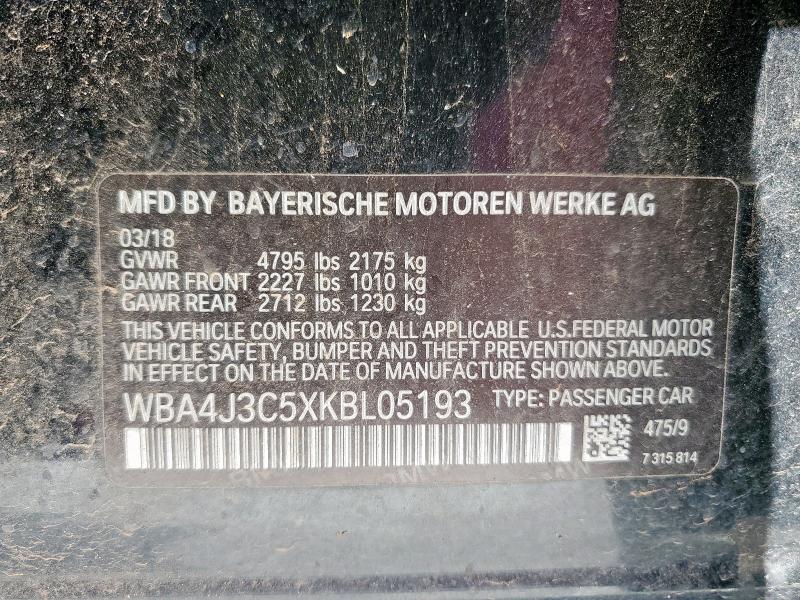 MFD BY BAYERISCHE MOTOREN WERKE AG
03/18
GVWR 4795 lbs 2175 kg
GAWR FRONT 2227 lbs 1010 kg
GAWR REAR 2712 lbs 1230 kg
THIS VEHICLE CONFORMS TO ALL APPLICABLE U.S.FEDERAL MOTOR
VEHICLE SAFETY, BUMPER AND THEFT PREVENTION STANDARDS
IN EFFECT ON THE DATE OF MANUFACTURE SHOWN ABOVE.
WBA4J3C5XKBL05193 TYPE: PASSENGER CAR
475/9
7 315 814